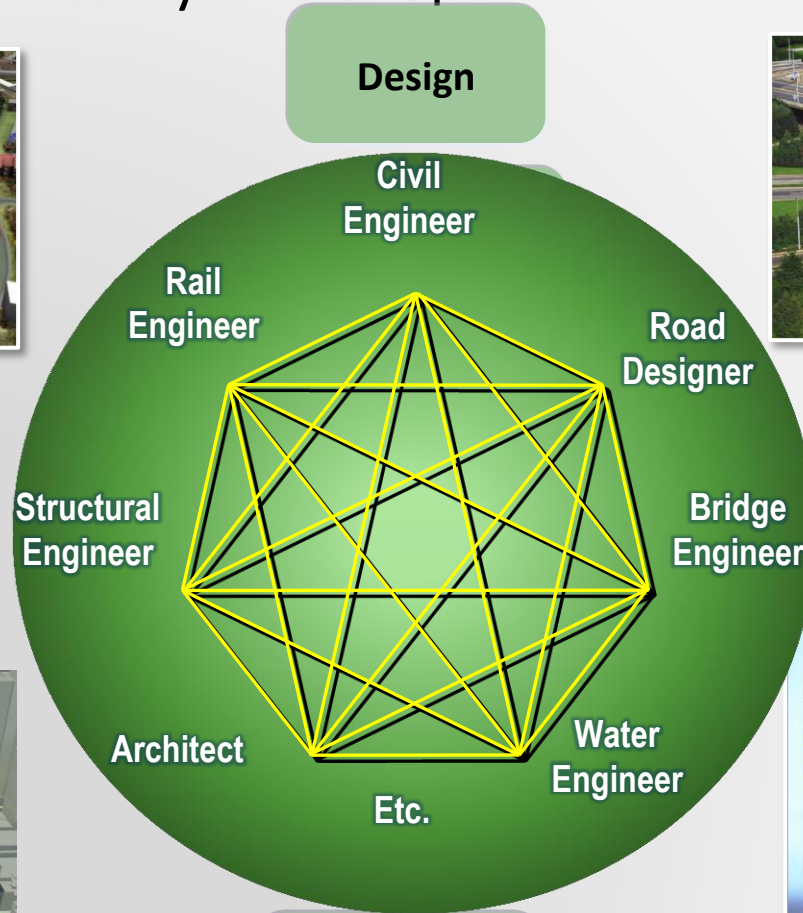 Design
Civil
Engineer
Rail
Engineer
Road
Designer
Structural
Engineer
Bridge
Engineer
Architect
Water
Engineer
Etc.